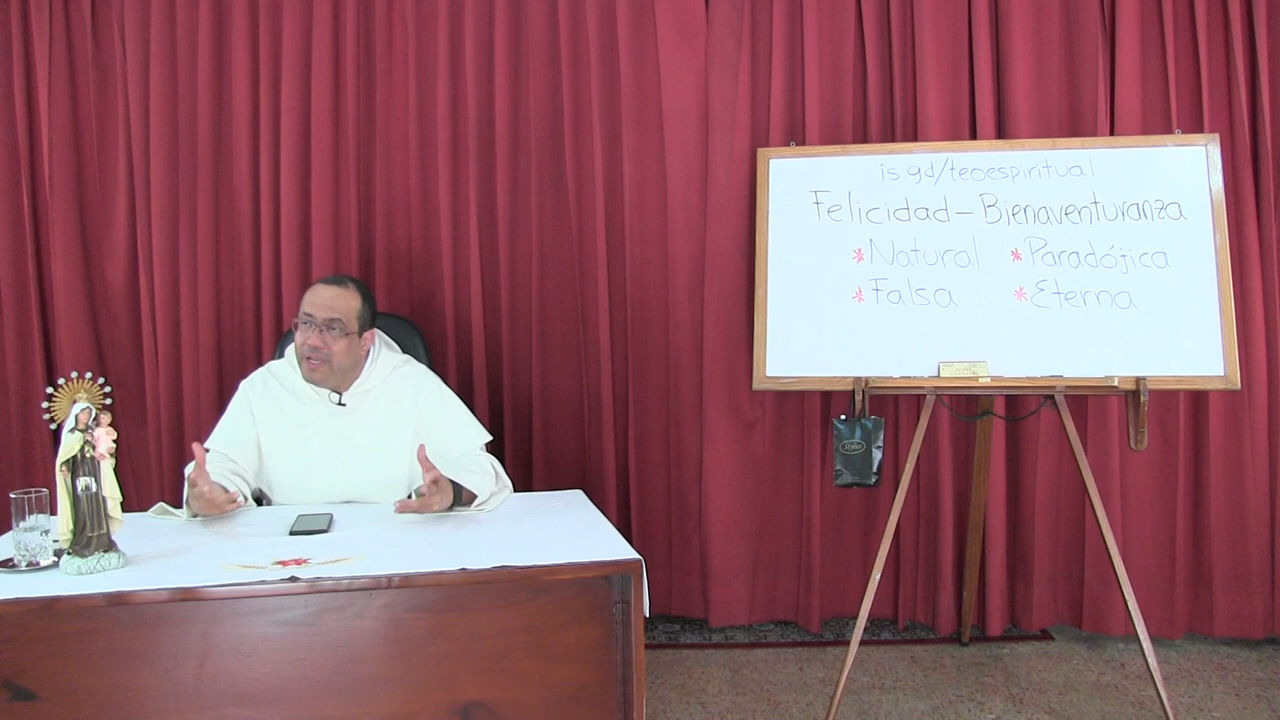 is.gd/teoespiritual
Felicidad – Bienaventuranza
* Natural * Paradójica
* Falsa * Eterna